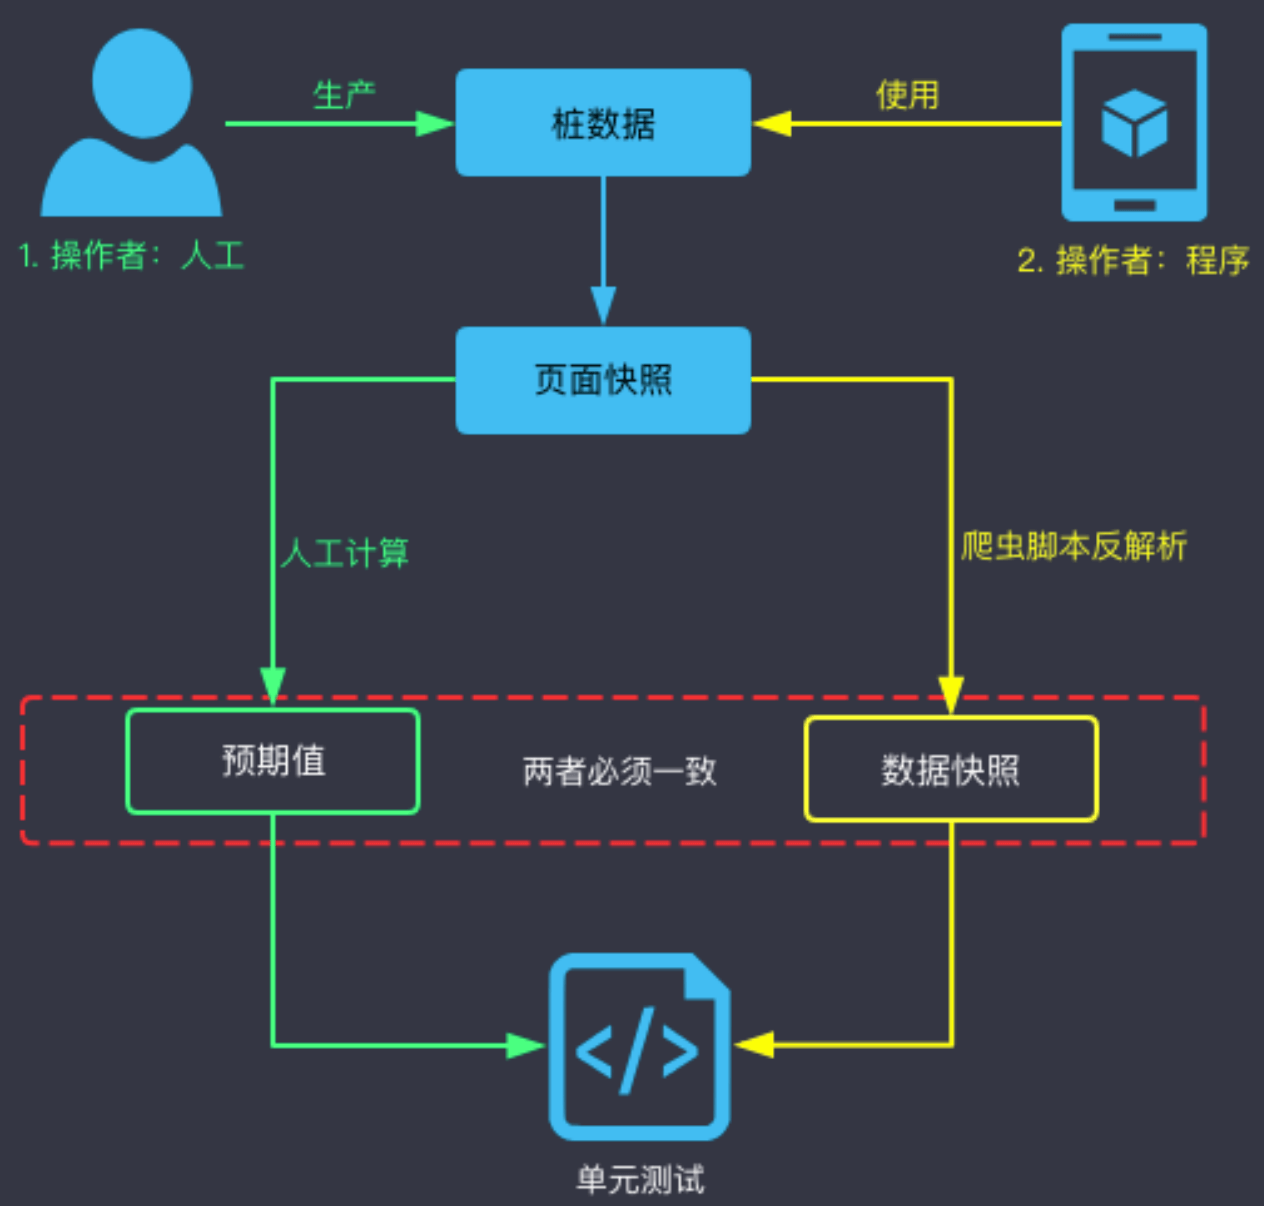 生产
桩数据
使用
1. 操作者：人工
2. 操作者：程序
页面快照
人工计算
爬虫脚本反解析
预期值
两者必须一致
数据快照
</>
单元测试